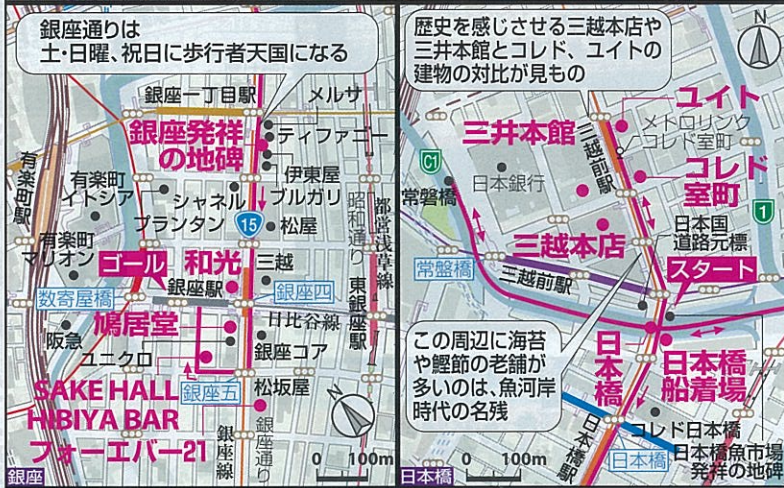 銀座通りは
土・日曜、祝日に歩行者天国になる
銀座一丁目駅
メルサ
銀座発祥
の地碑
ティファニー
伊東屋
ブルガリ
有楽町駅
有楽町
イトシア
シャネル
プランタン
15
松屋
昭和通り
都営浅草線
有楽町
マリオン
ゴール
和光
三越
銀座駅
銀座四
東銀座駅
数寄屋橋
鳩居堂
日比谷線
阪急
ユニクロ
銀座コア
SAKE HALL
HIBIYA BAR
銀座五
松坂屋
フォーエバー21
銀座線
銀座通り
N
0 100m
銀座
歴史を感じさせる三越本店や
三井本館とコレド、ユイトの
建物の対比が見もの
N
ユイト
三井本館
メトロリンク
コレド室町
三越前駅
C1
コレド
室町
常盤橋
日本銀行
1
三越本店
日本国
道路元標
常盤橋
三越前駅
スタート
この周辺に海苔
や鰹節の老舗が
多いのは、魚河岸
時代の名残
日本橋
日本橋
船着場
コレド日本橋
日本橋駅
日本橋
日本橋魚市場
発祥の地碑
0 100m
日本橋